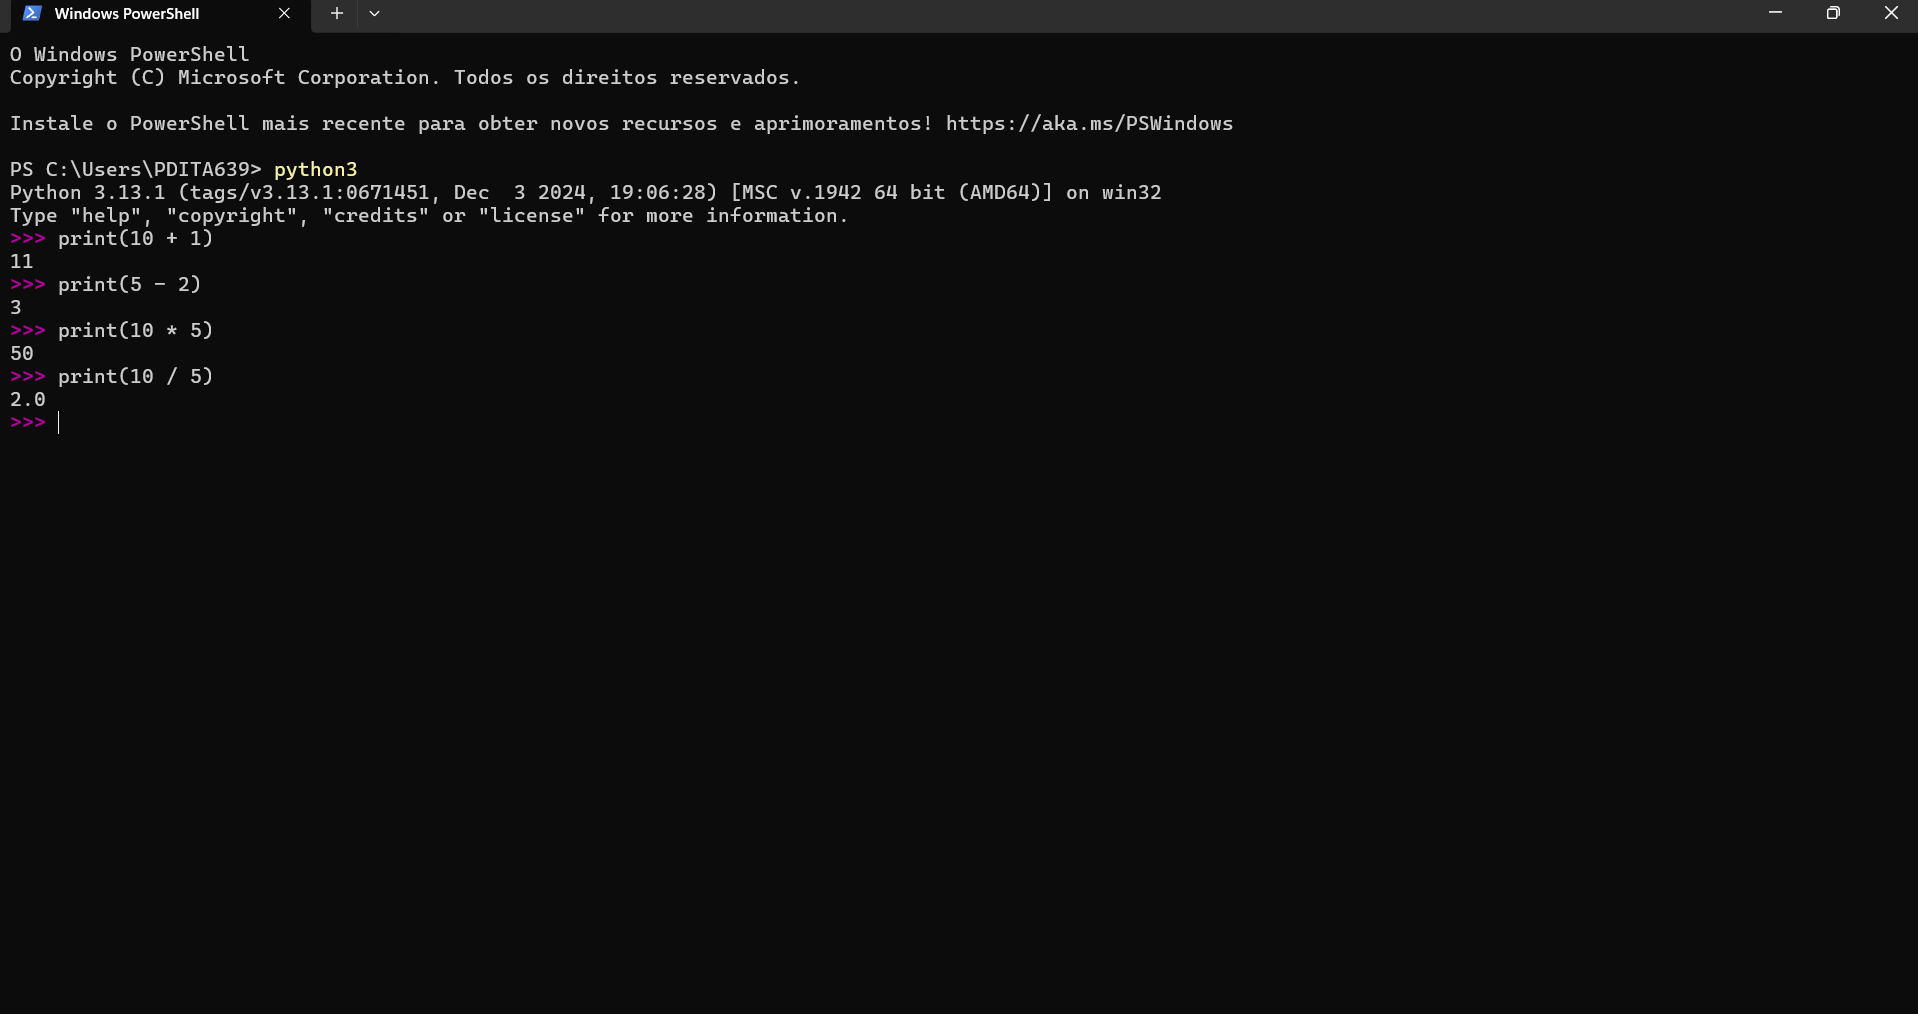 Windows PowerShell
O Windows PowerShell
Copyright (C) Microsoft Corporation. Todos os direitos reservados.
Instale o PowerShell mais recente para obter novos recursos e aprimoramentos! https://aka.ms/PSWindows
PS C:\Users\PDITA639> python3
Python 3.13.1 (tags/v3.13.1:0671451, Dec  3 2024, 19:06:28) [MSC v.1942 64 bit (AMD64)] on win32
Type "help", "copyright", "credits" or "license" for more information.
>>> print(10 + 1)
11
>>> print(5 - 2)
3
>>> print(10 * 5)
50
>>> print(10 / 5)
2.0
>>>